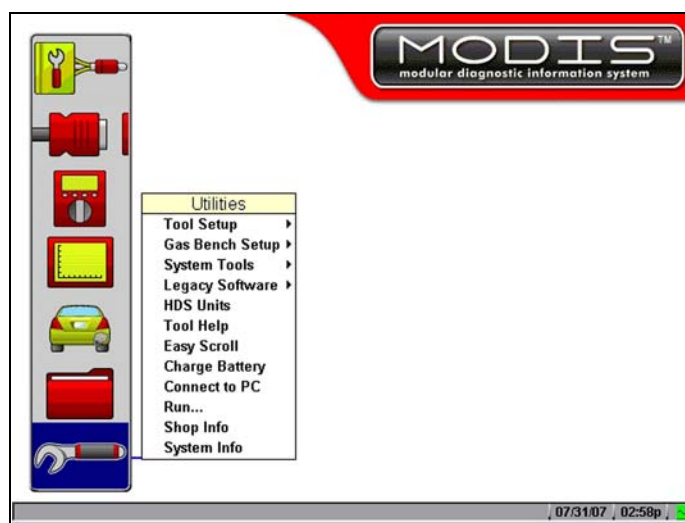 MODIS™
modular diagnostic information system
Utilities
Tool Setup
Gas Bench Setup
System Tools
Legacy Software
HDS Units
Tool Help
Easy Scroll
Charge Battery
Connect to PC
Run...
Shop Info
System Info
07/31/07 02:58p